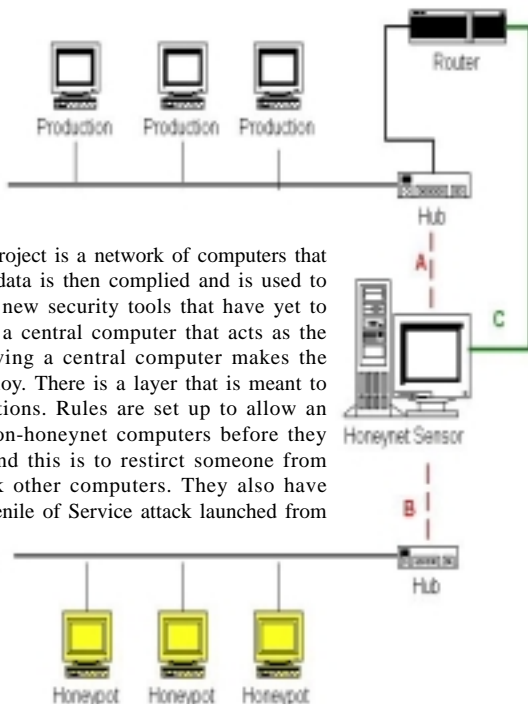 Router
Production Production Production
Hub
A
roject is a network of computers that
data is then complied and is used to
new security tools that have yet to
a central computer that acts as the
ving a central computer makes the
oy. There is a layer that is meant to
tions. Rules are set up to allow an
on-honeynet computers before they
nd this is to restirct someone from
k other computers. They also have
enile of Service attack launched from
C
Honeynet Sensor
B
Hub
Honeypot Honeypot Honeypot